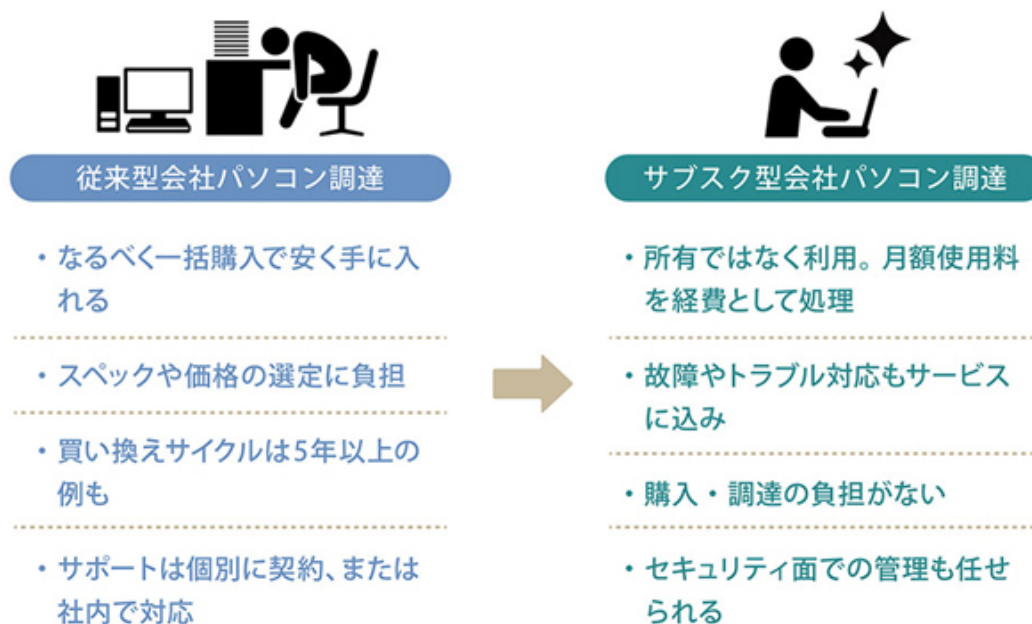 従来型会社パソコン調達
・なるべく一括購入で安く手に入
れる
・スペックや価格の選定に負担
・買い換えサイクルは5年以上の
例も
・サポートは個別に契約、または
社内で対応
サブスク型会社パソコン調達
・所有ではなく利用。月額使用料
を経費として処理
・故障やトラブル対応もサービス
に込み
・購入・調達の負担がない
・セキュリティ面での管理も任せ
られる